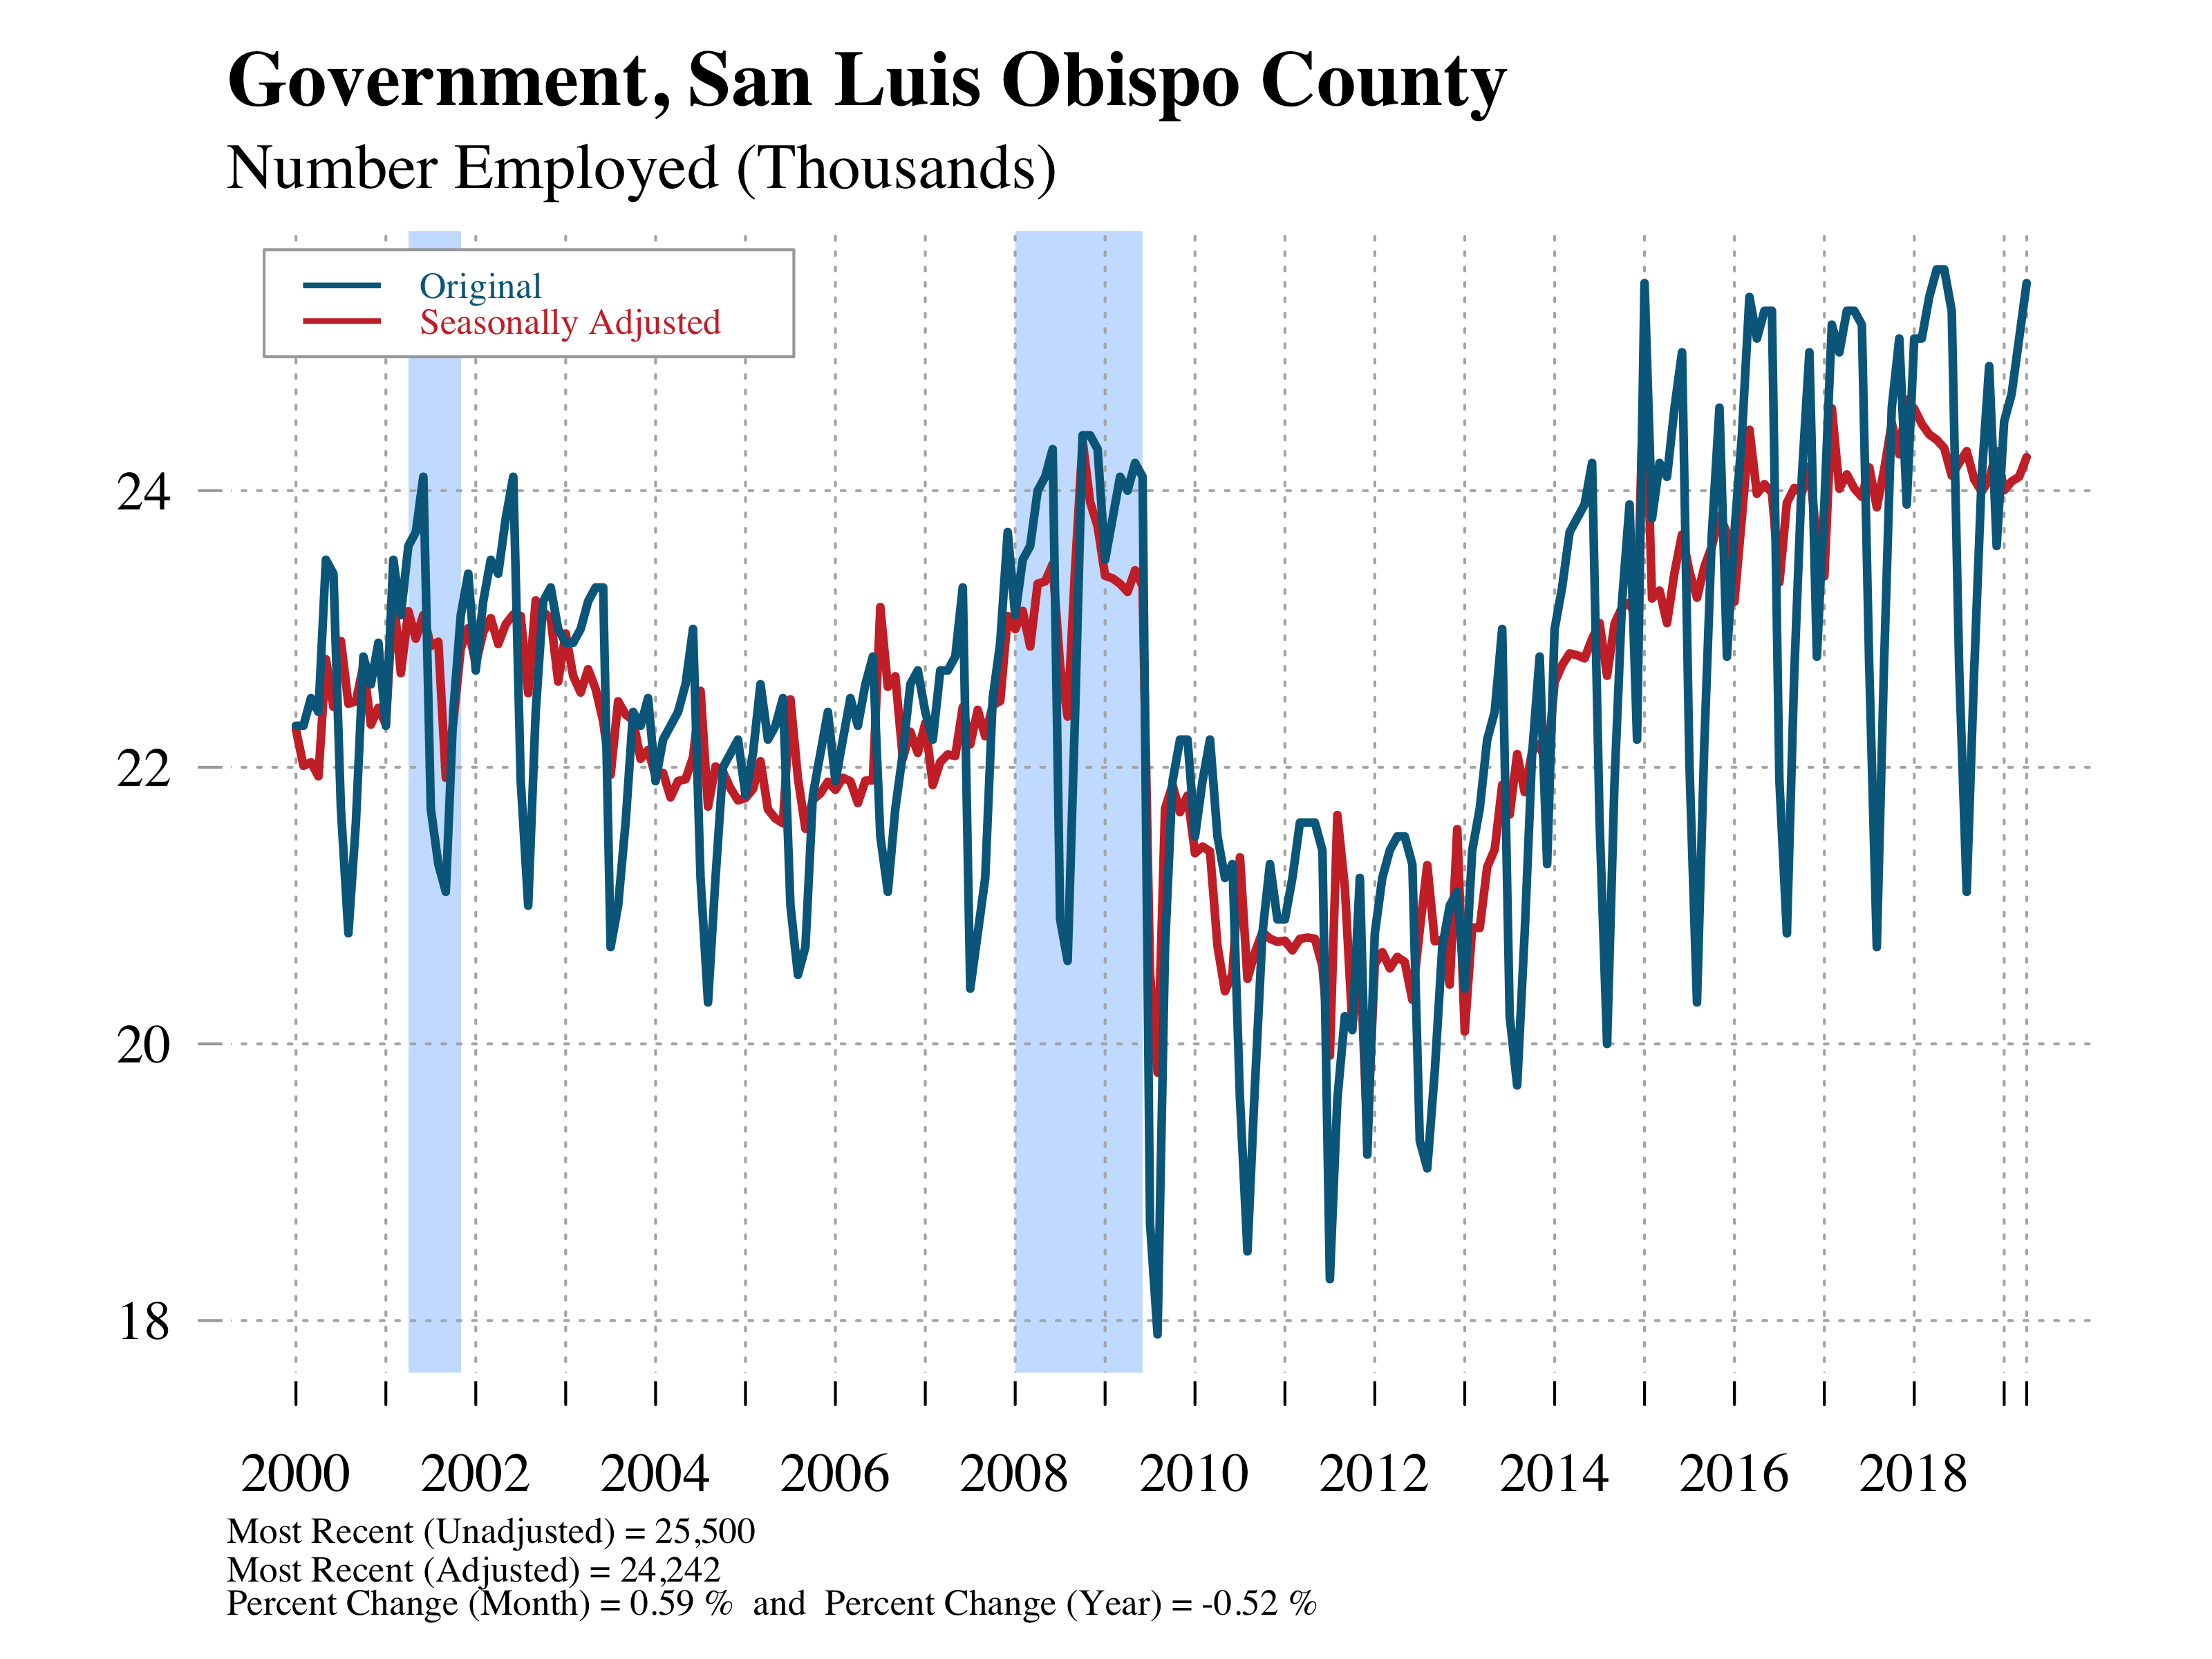 Government, San Luis Obispo County
Number Employed (Thousands)
Original
Seasonally Adjusted
24
22
20
18
2000 2002 2004 2006 2008 2010 2012 2014 2016 2018
Most Recent (Unadjusted) = 25,500
Most Recent (Adjusted) = 24,242
Percent Change (Month) = 0.59 % and Percent Change (Year) = -0.52 %